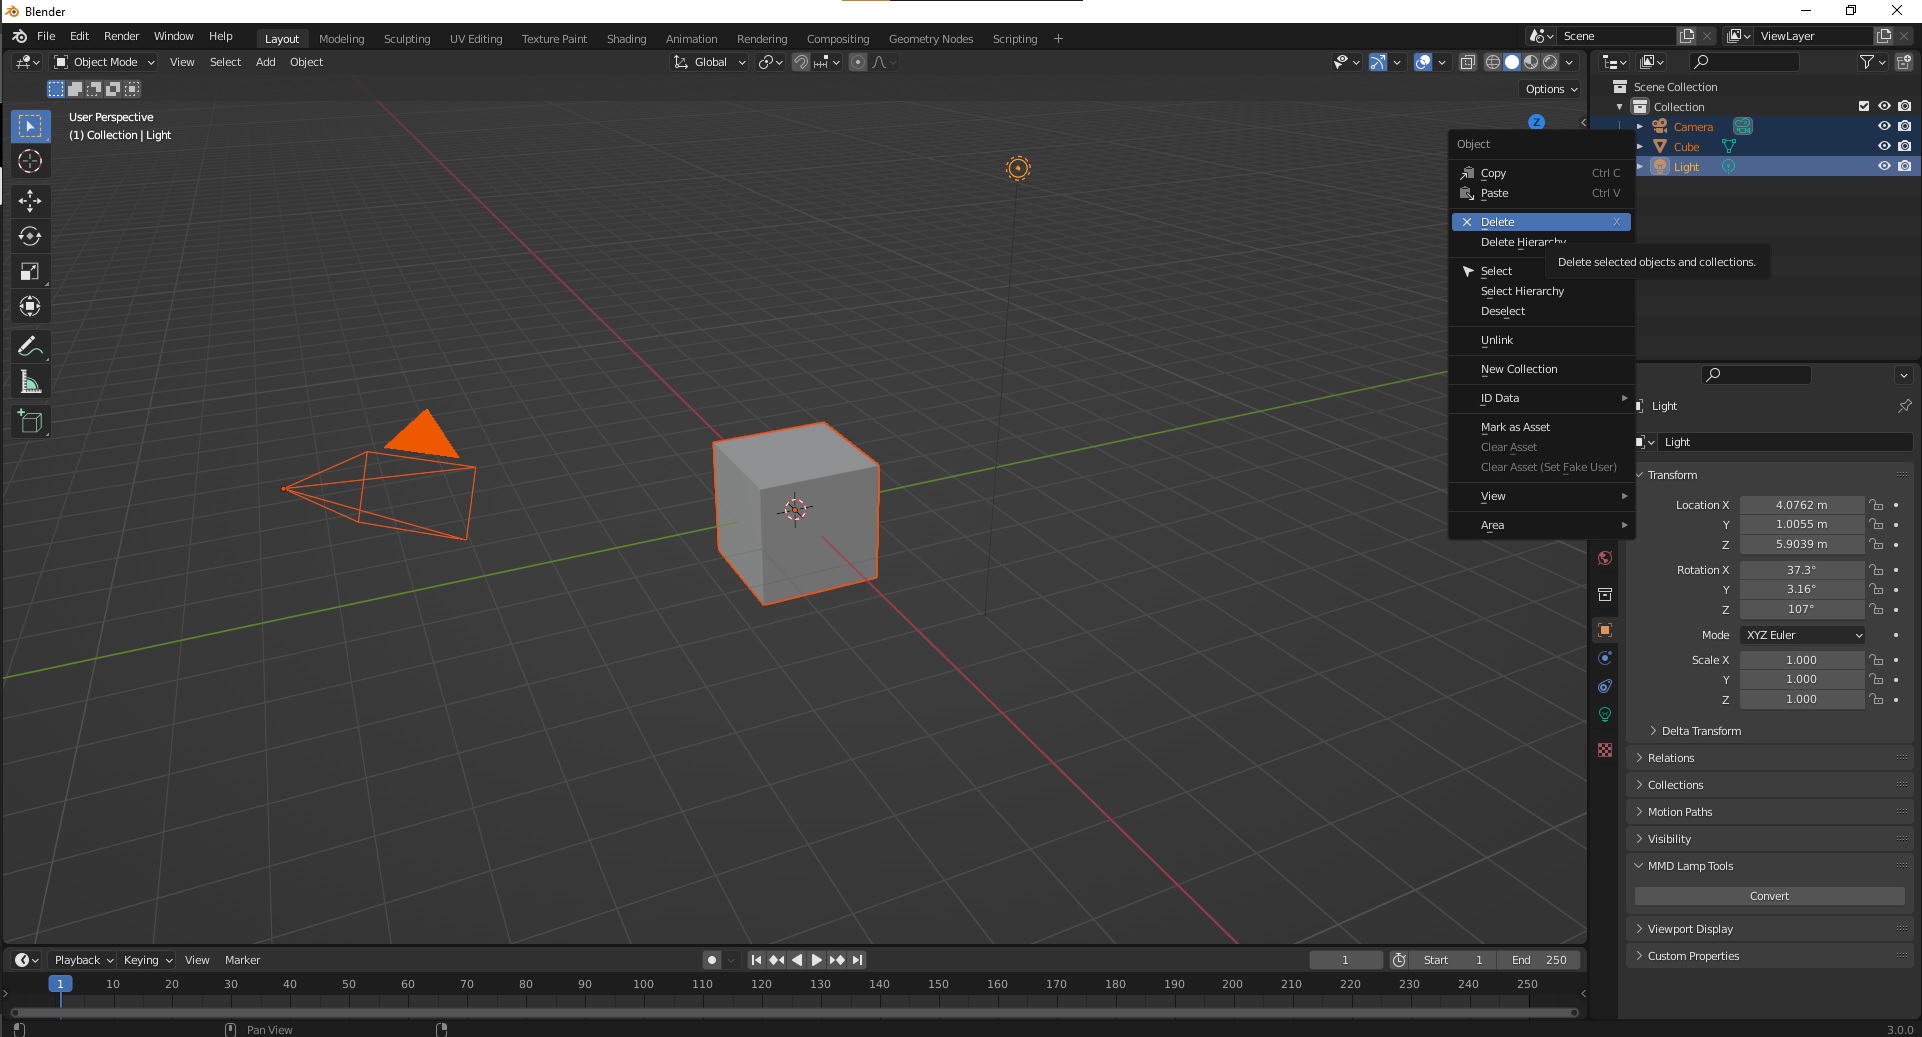 Blender
File Edit Render Window Help
Layout Modeling Sculpting UV Editing Texture Paint Shading Animation Rendering Compositing Geometry Nodes Scripting +
Scene
ViewLayer
Object Mode View Select Add Object
Global
Options
User Perspective
(1) Collection | Light
Z
Scene Collection
Collection
Camera
Cube
Light
Object
Copy Ctrl C
Paste Ctrl V
Delete X
Delete Hierarchy
Delete selected objects and collections.
Select
Select Hierarchy
Deselect
Unlink
New Collection
ID Data
Mark as Asset
Clear Asset
Clear Asset (Set Fake User)
View
Area
Light
Light
Transform
Location X 4.0762 m
Y 1.0055 m
Z 5.9039 m
Rotation X 37.3°
Y 3.16°
Z 107°
Mode XYZ Euler
Scale X 1.000
Y 1.000
Z 1.000
Delta Transform
Relations
Collections
Motion Paths
Visibility
MMD Lamp Tools
Convert
Viewport Display
Custom Properties
Playback Keying View Marker
1
Start 1
End 250
1 10 20 30 40 50 60 70 80 90 100 110 120 130 140 150 160 170 180 190 200 210 220 230 240 250
Pan View
3.0.0